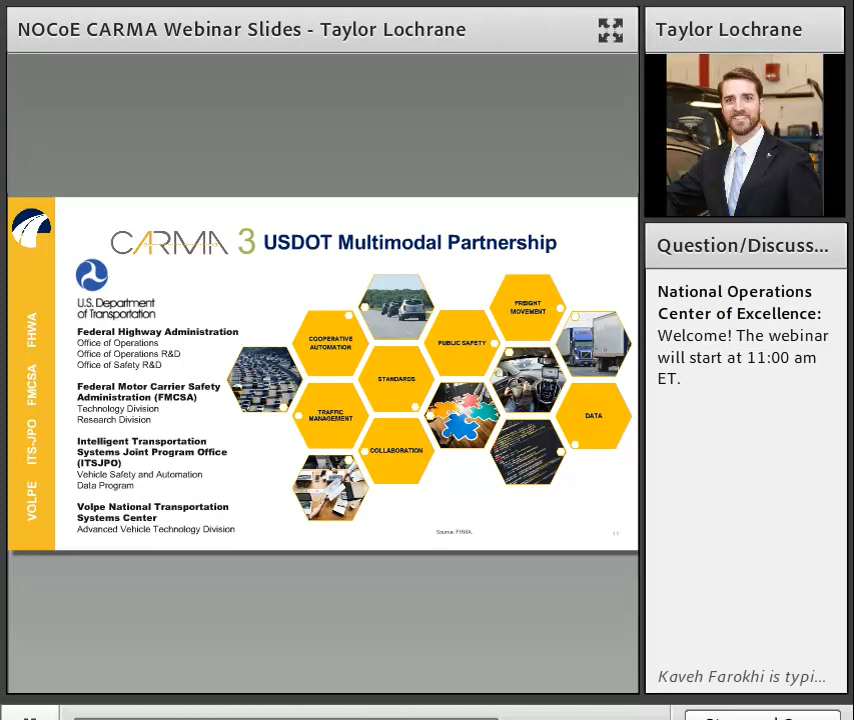 NOCoE CARMA Webinar Slides - Taylor Lochrane
CARMA 3 USDOT Multimodal Partnership
U.S. Department
of Transportation
Federal Highway Administration
Office of Operations
Office of Operations R&D
Office of Safety R&D
Federal Motor Carrier Safety
Administration (FMCSA)
Technology Division
Research Division
Intelligent Transportation
Systems Joint Program Office
(ITSJPO)
Vehicle Safety and Automation
Data Program
Volpe National Transportation
Systems Center
Advanced Vehicle Technology Division
VOLPE ITS-JPO FMCSA FHWA
COOPERATIVE
AUTOMATION
TRAFFIC
MANAGEMENT
STANDARDS
COLLABORATION
PUBLIC SAFETY
FREIGHT
MOVEMENT
DATA
Source: FHWA.
Taylor Lochrane
Question/Discuss...
National Operations
Center of Excellence:
Welcome! The webinar
will start at 11:00 am
ET.
Kaveh Farokhi is typi...